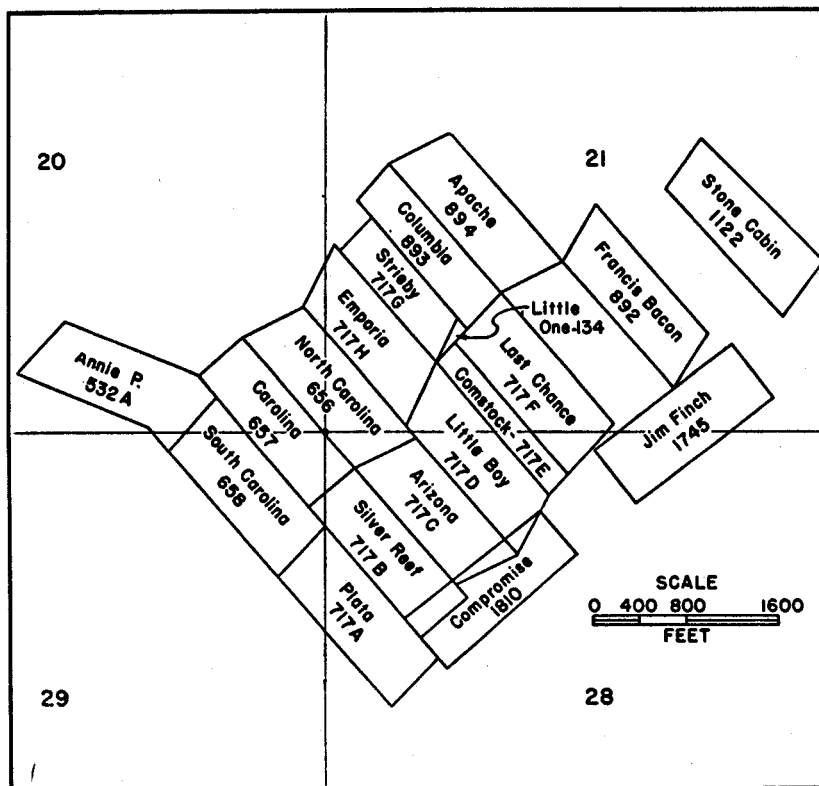 20
21
Apache
894
Stone Cabin
1122
Columbia
893
Francis Bacon
892
Strieby
717G
Little
One-134
Emporia
717H
Last Chance
717F
Annie P.
532A
North Carolina
656
Comstock-717E
Carolina
657
Little Boy
717D
Jim Finch
1745
South Carolina
658
Arizona
717C
Silver Reef
717B
Compromise
1810
Plata
717A
SCALE
0 400 800 1600
FEET
29
28